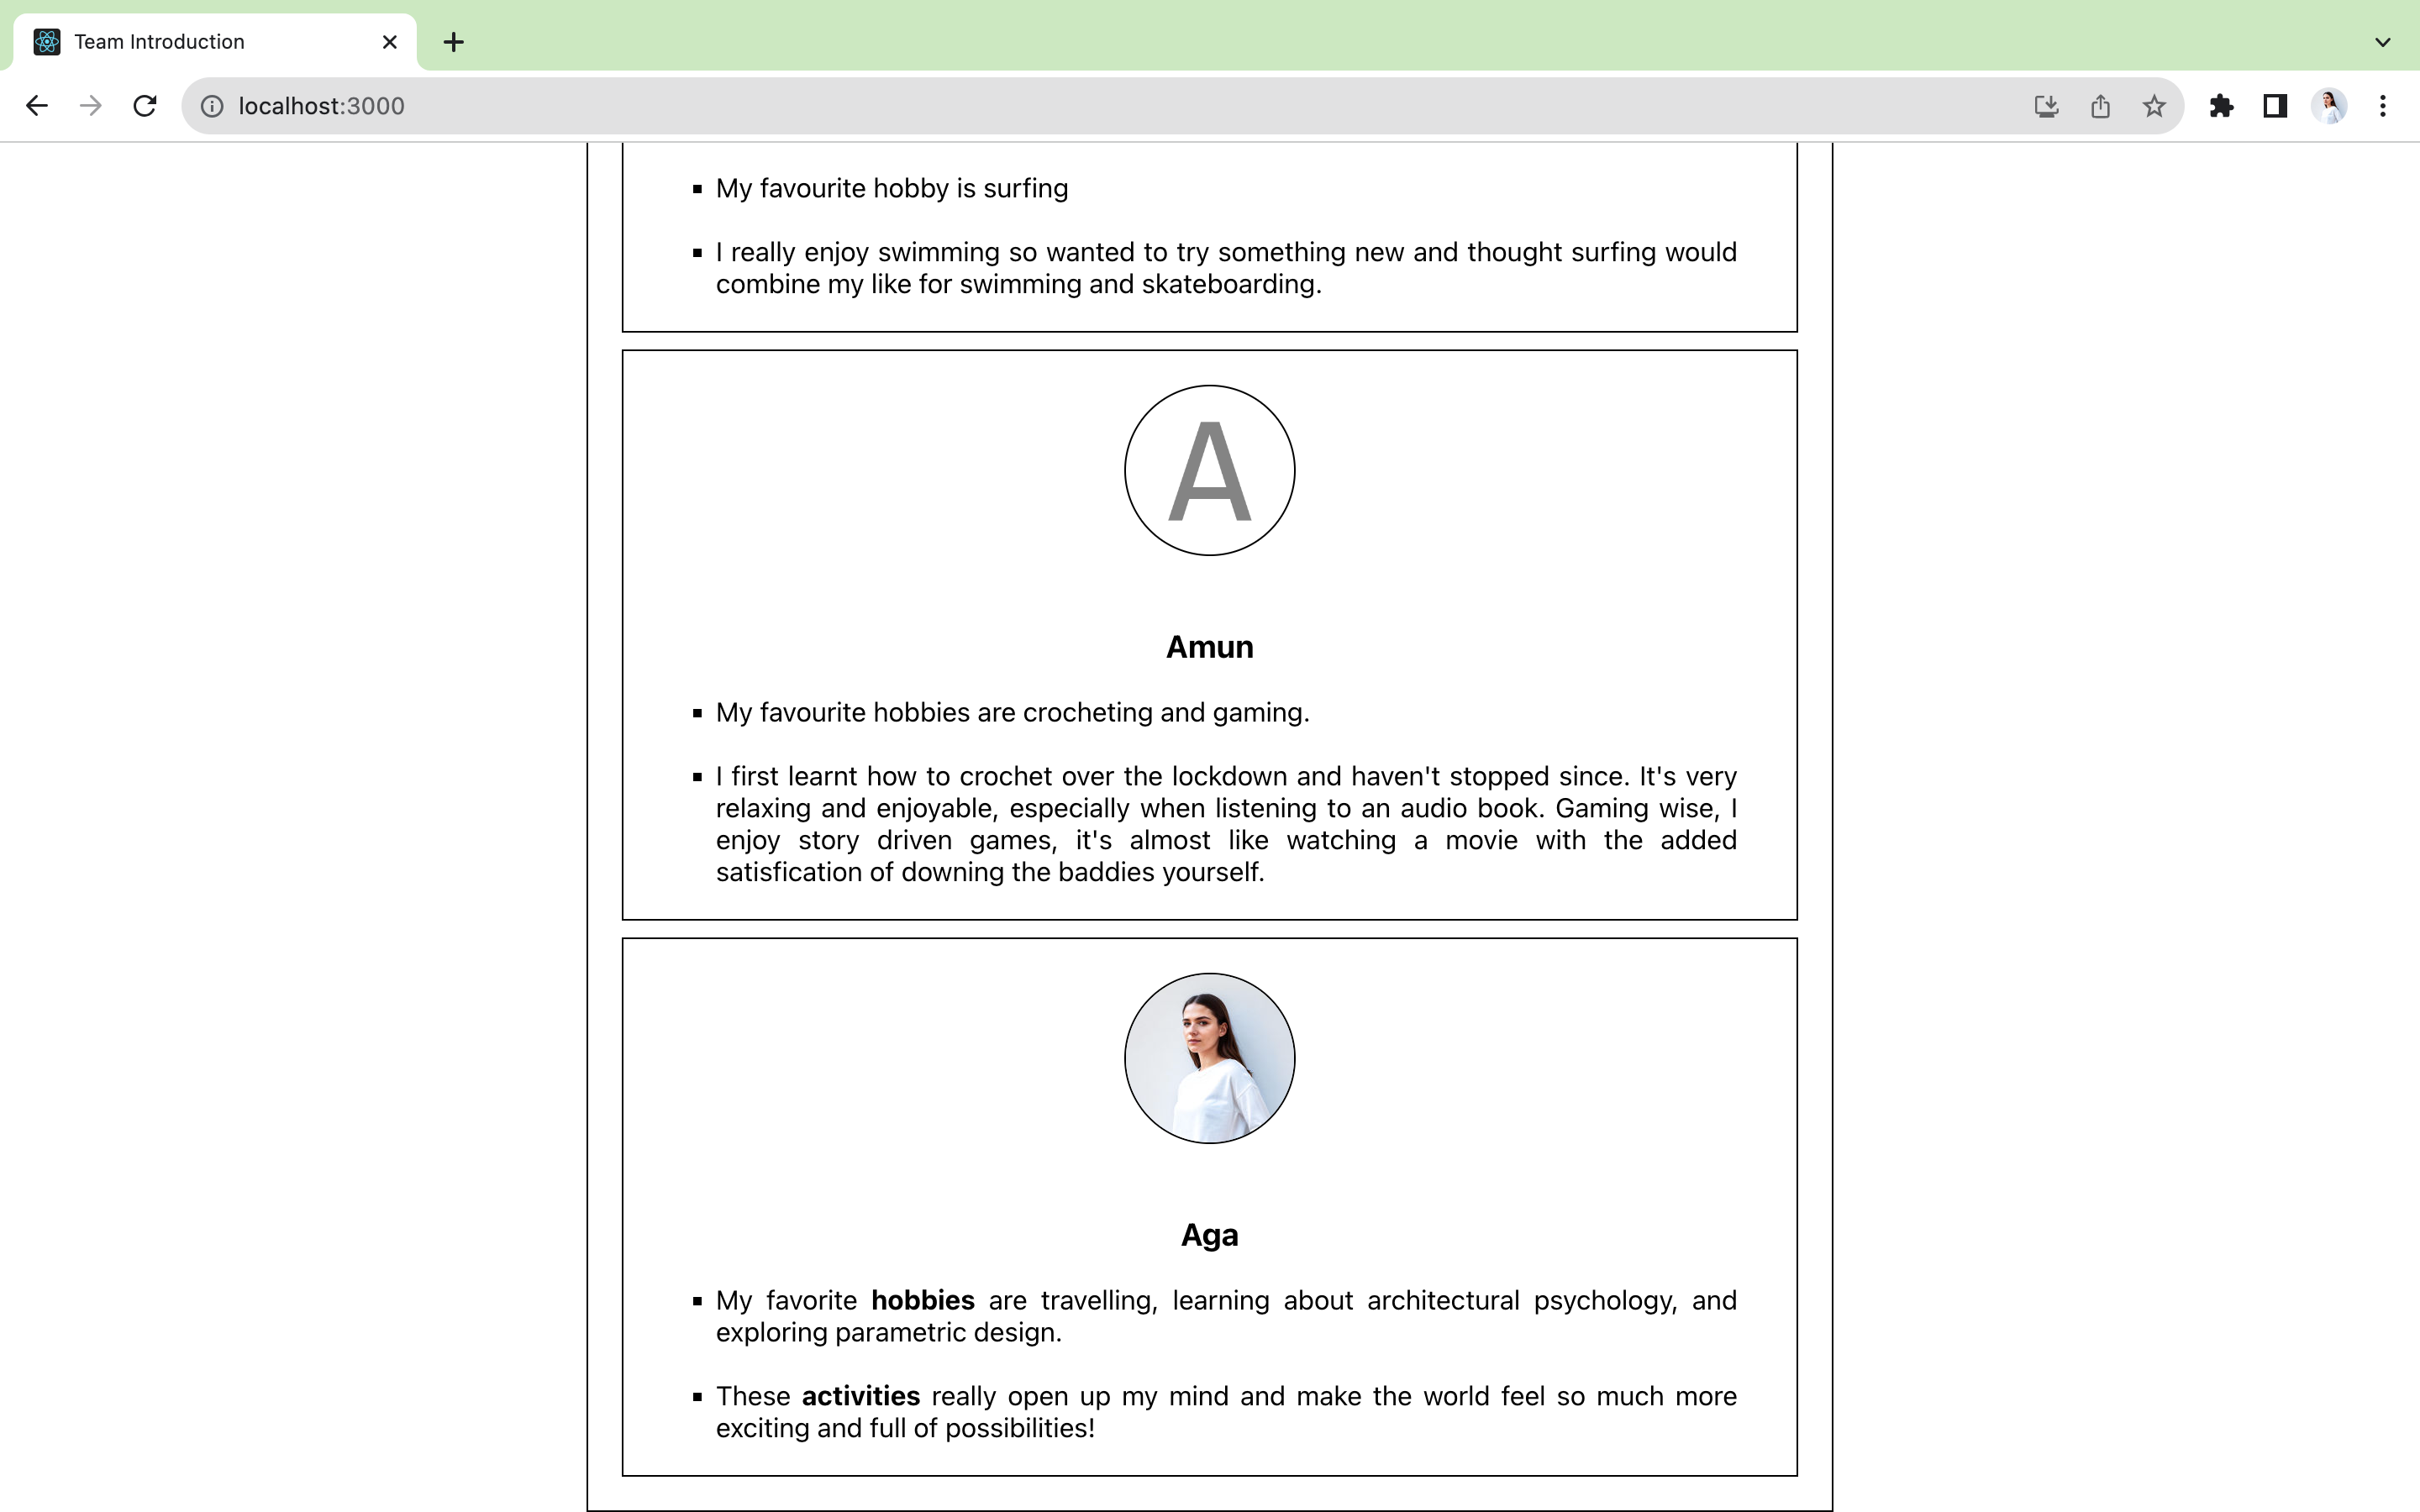 Team Introduction
localhost:3000
My favourite hobby is surfing
I really enjoy swimming so wanted to try something new and thought surfing would
combine my like for swimming and skateboarding.
A
Amun
My favourite hobbies are crocheting and gaming.
I first learnt how to crochet over the lockdown and haven't stopped since. It's very
relaxing and enjoyable, especially when listening to an audio book. Gaming wise, I
enjoy story driven games, it's almost like watching a movie with the added
satisfication of downing the baddies yourself.
Aga
My favorite hobbies are travelling, learning about architectural psychology, and
exploring parametric design.
These activities really open up my mind and make the world feel so much more
exciting and full of possibilities!